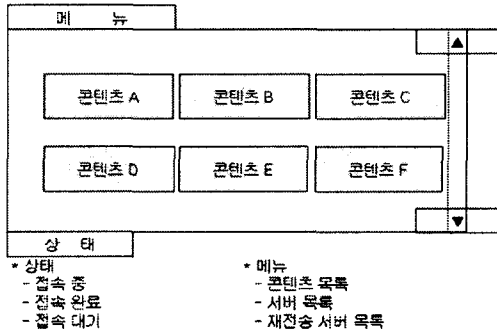 메 뉴
▲
콘텐츠 A 콘텐츠 B 콘텐츠 C
콘텐츠 D 콘텐츠 E 콘텐츠 F
▼
상 태
* 상태 * 메뉴
- 접속 중 - 콘텐츠 목록
- 접속 완료 - 서버 목록
- 접속 대기 - 재전송 서버 목록